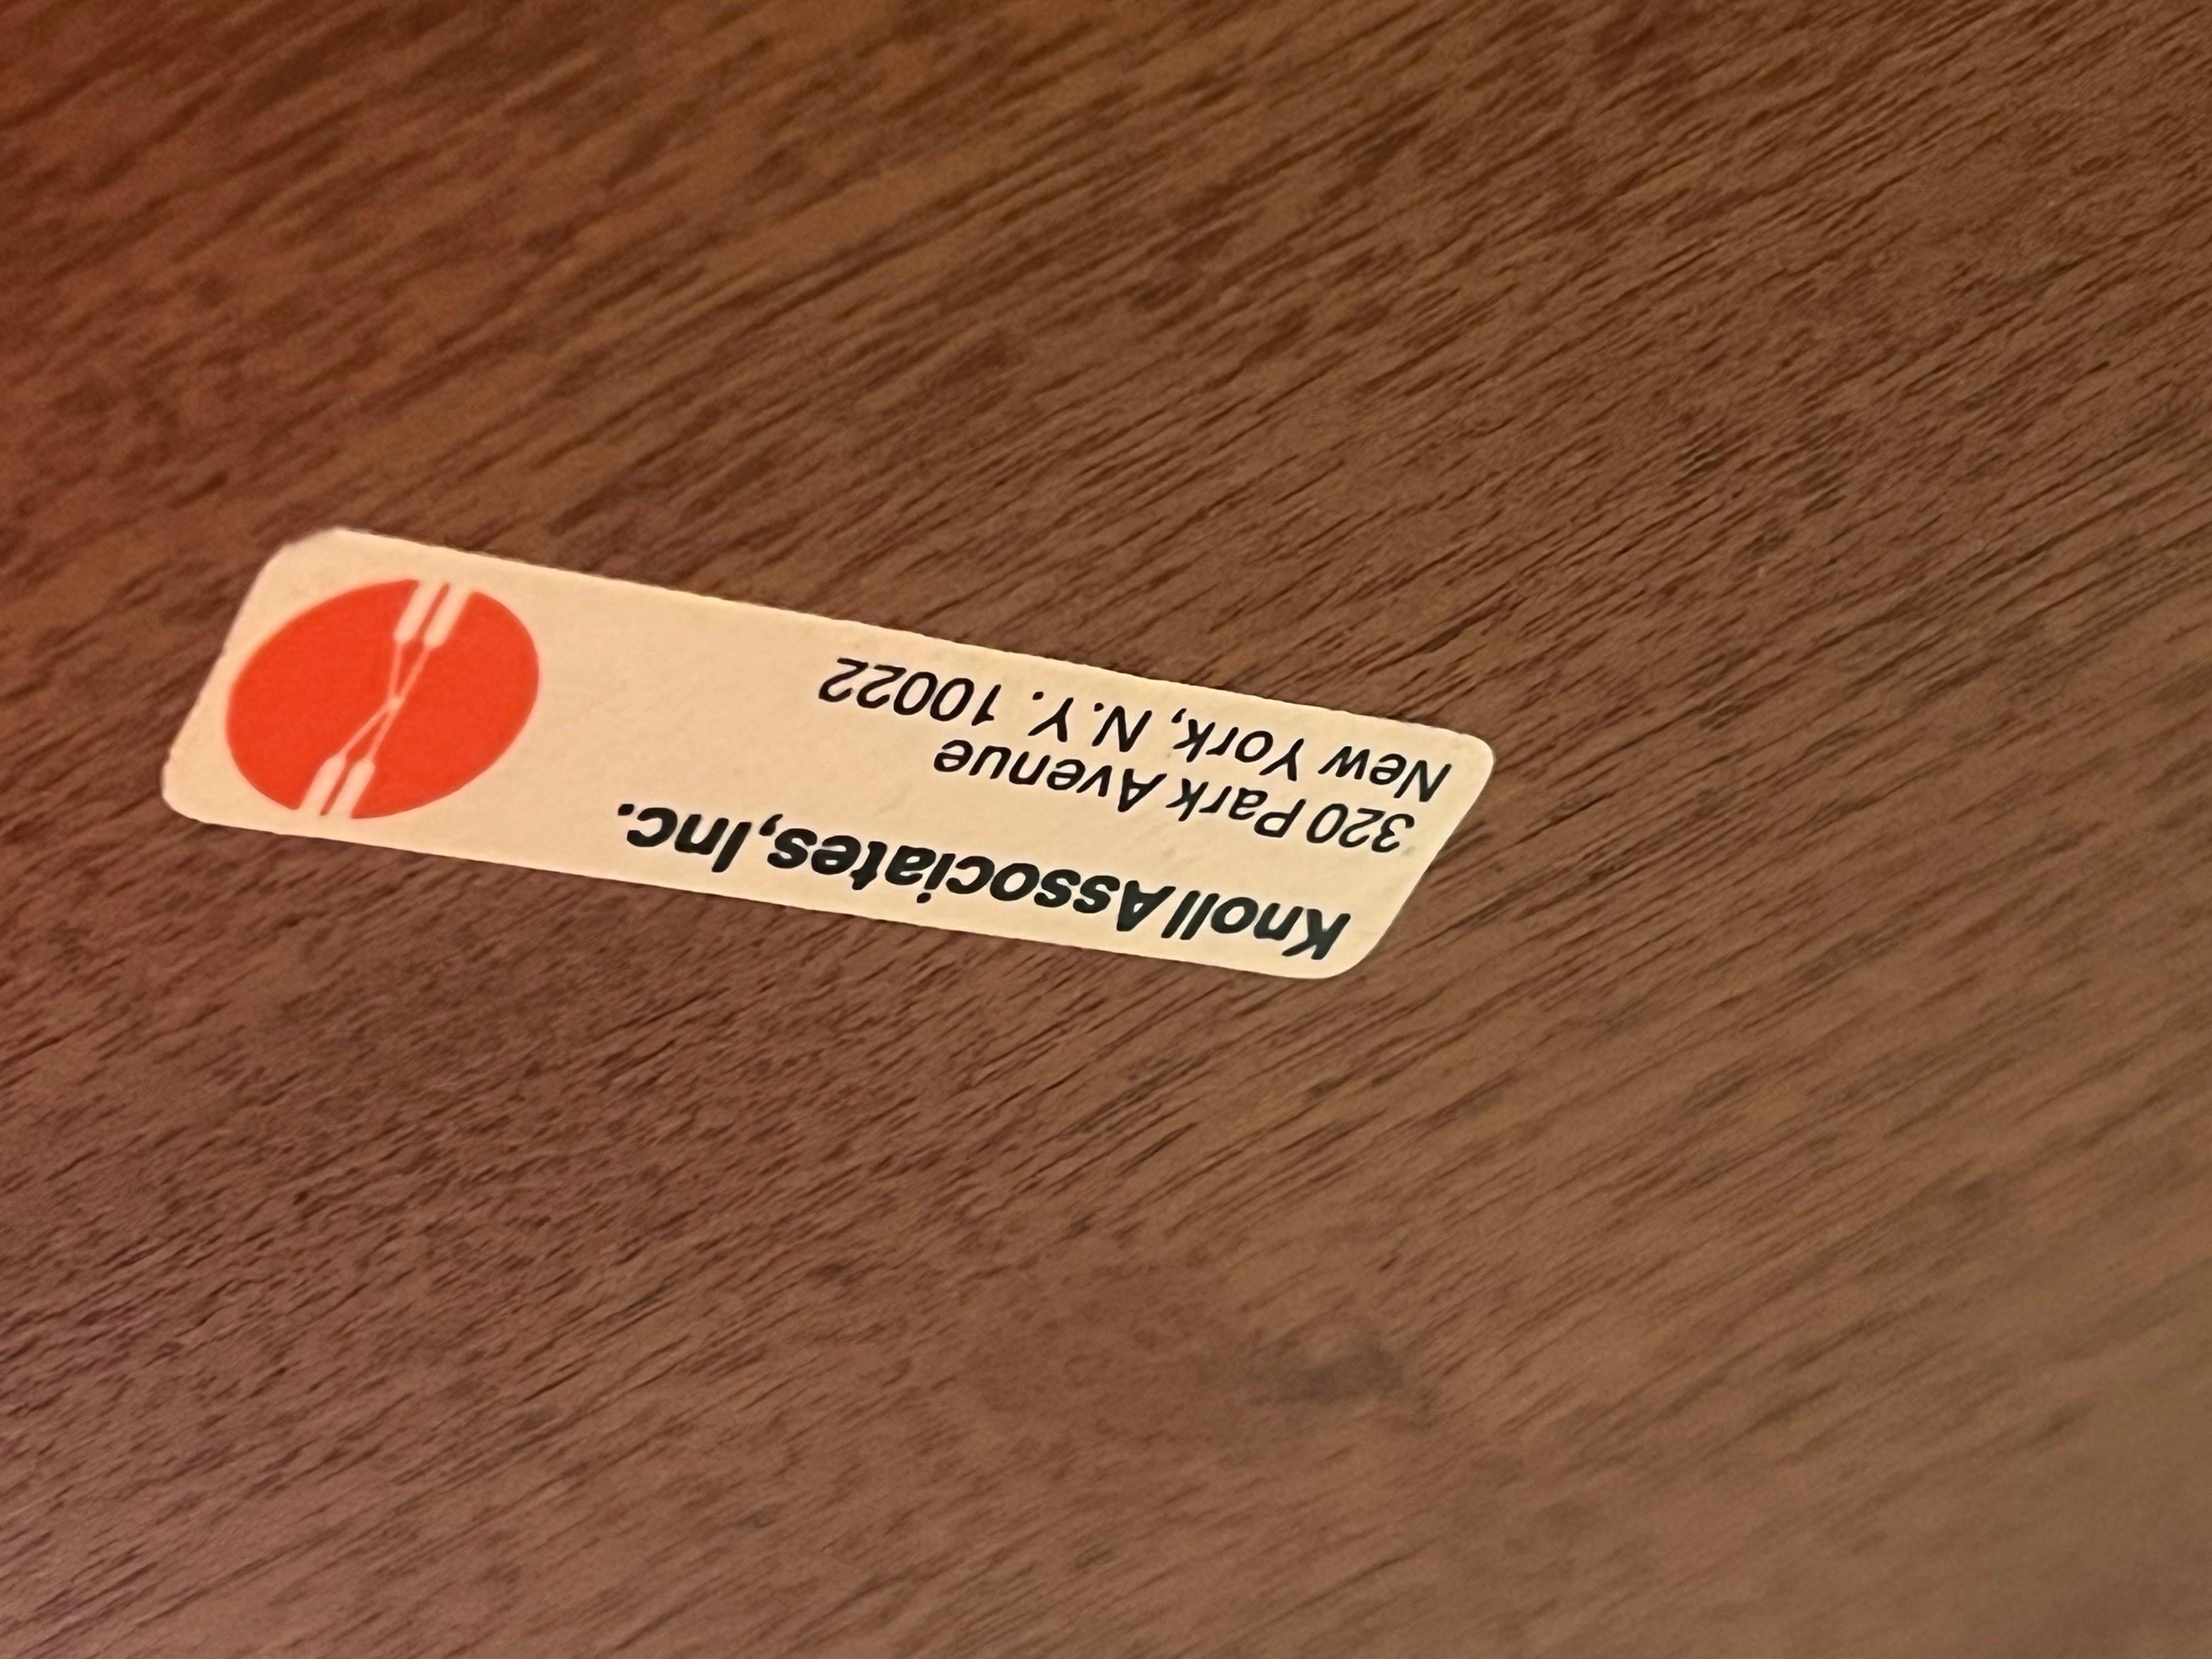 Knoll Associates, Inc.
320 Park Avenue
New York, N.Y. 10022